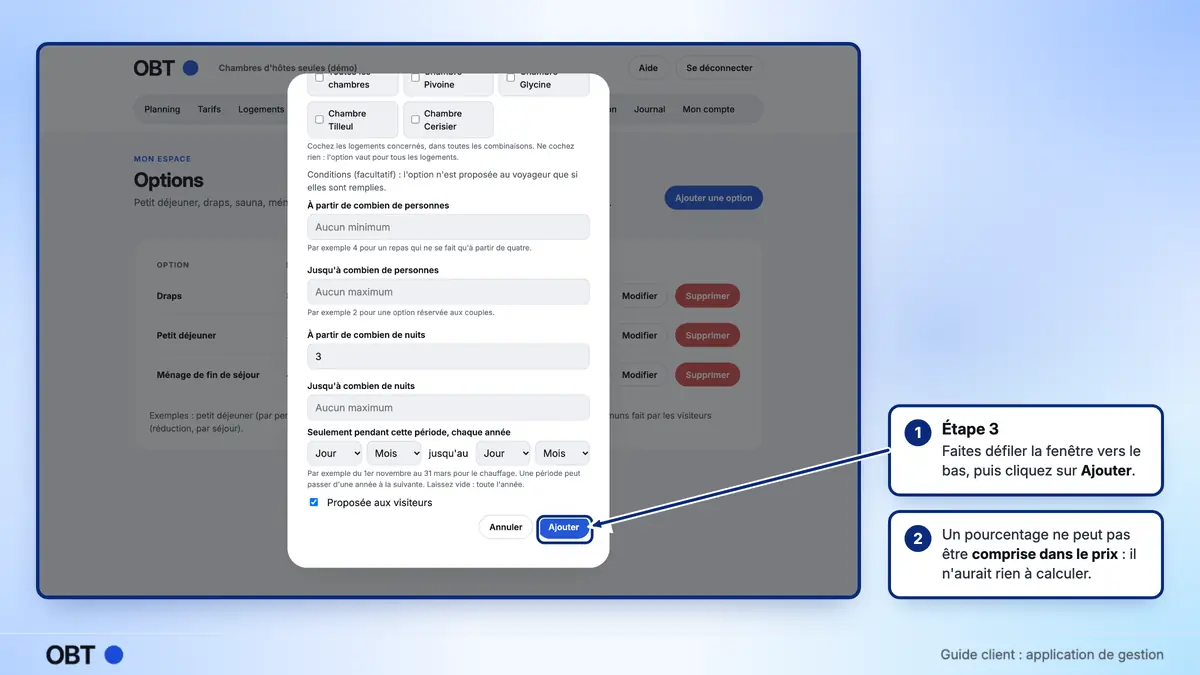 OBT
Chambres d'hôtes seules (démo)
Aide
Se déconnecter
Planning
Tarifs
Logements
Journal
Mon compte
MON ESPACE
Options
Petit déjeuner, draps, sauna,
Ajouter une option
OPTION
Draps
Modifier
Supprimer
Petit déjeuner
Modifier
Supprimer
Ménage de fin de séjour
Modifier
Supprimer
Exemples : petit déjeuner (par
(réduction, par séjour).
fait par les visiteurs
chambres
Chambre
Pivoine
Chambre
Glycine
Chambre
Tilleul
Chambre
Cerisier
Cochez les logements concernés, dans toutes les combinaisons. Ne cochez
rien : l'option vaut pour tous les logements.
Conditions (facultatif) : l'option n'est proposée au voyageur que si
elles sont remplies.
À partir de combien de personnes
Aucun minimum
Par exemple 4 pour un repas qui ne se fait qu'à partir de quatre.
Jusqu'à combien de personnes
Aucun maximum
Par exemple 2 pour une option réservée aux couples.
À partir de combien de nuits
3
Jusqu'à combien de nuits
Aucun maximum
Seulement pendant cette période, chaque année
Jour Mois jusqu'au Jour Mois
Par exemple du 1er novembre au 31 mars pour le chauffage. Une période peut
passer d'une année à la suivante. Laissez vide : toute l'année.
Proposée aux visiteurs
Annuler
Ajouter
1
Étape 3
Faites défiler la fenêtre vers le
bas, puis cliquez sur Ajouter.
2
Un pourcentage ne peut pas
être comprise dans le prix : il
n'aurait rien à calculer.
OBT
Guide client : application de gestion